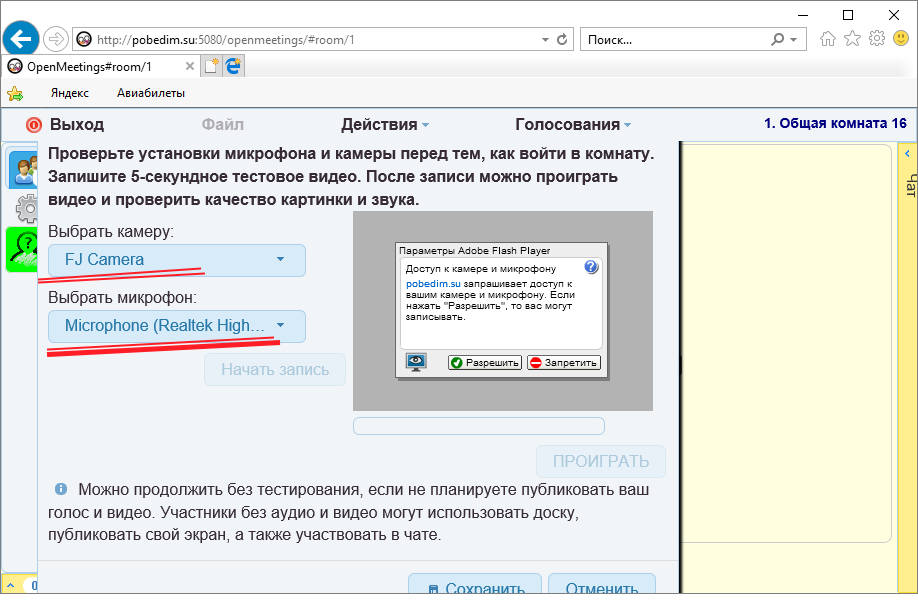 http://pobedim.su:5080/openmeetings/#room/1
Поиск...
OpenMeetings#room/1
Яндекс
Авиабилеты
Выход
Файл
Действия
Голосования
1. Общая комната 16
Проверьте установки микрофона и камеры перед тем, как войти в комнату.
Запишите 5-секундное тестовое видео. После записи можно проиграть
видео и проверить качество картинки и звука.
Чат
Выбрать камеру:
FJ Camera
Выбрать микрофон:
Microphone (Realtek High...
Начать запись
Параметры Adobe Flash Player
Доступ к камере и микрофону
pobedim.su запрашивает доступ к
вашим камере и микрофону. Если
нажать "Разрешить", то вас могут
записывать.
Разрешить
Запретить
ПРОИГРАТЬ
Можно продолжить без тестирования, если не планируете публиковать ваш
голос и видео. Участники без аудио и видео могут использовать доску,
публиковать свой экран, а также участвовать в чате.
0
Сохранить
Отменить